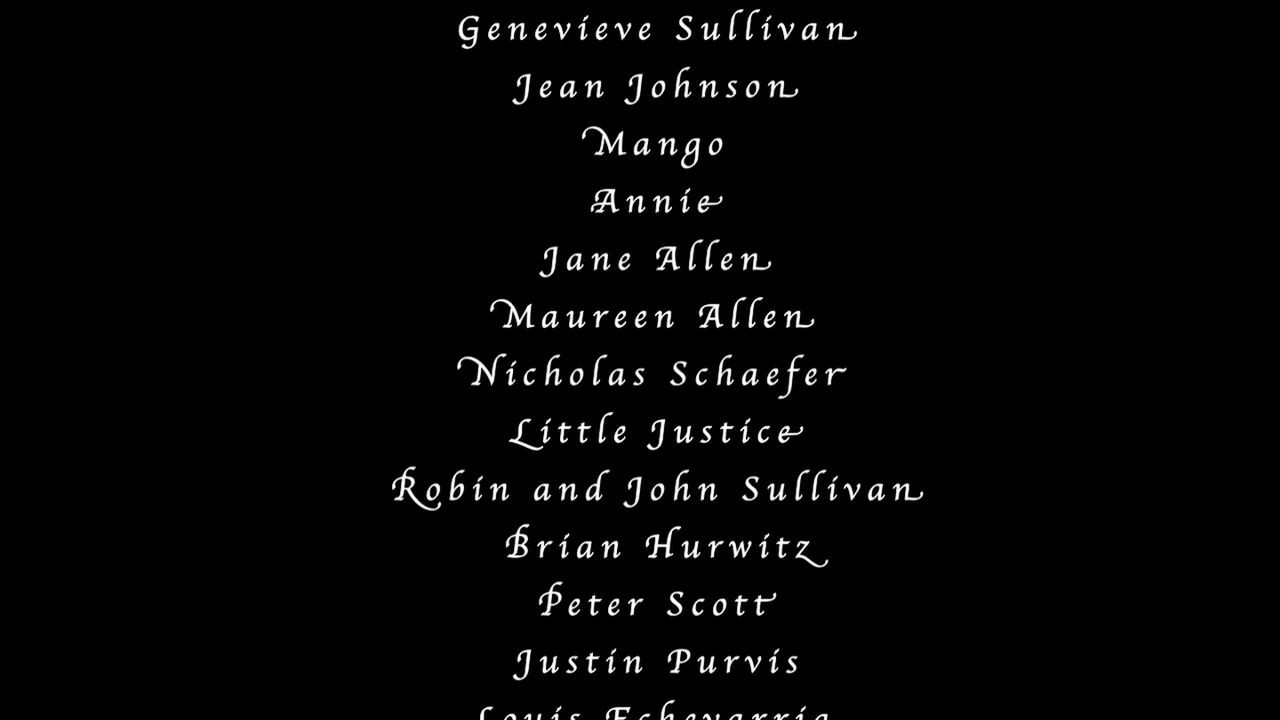 Genevieve Sullivan
Jean Johnson
Mango
Annie
Jane Allen
Maureen Allen
Nicholas Schaefer
Little Justice
Robin and John Sullivan
Brian Hurwitz
Peter Scott
Justin Purvis
Louis Echevarria